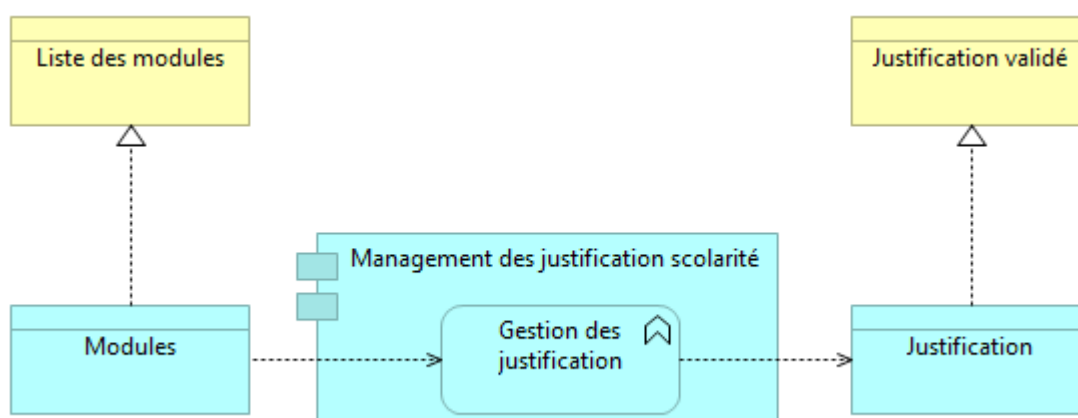 Liste des modules
Justification validé
Management des justification scolarité
Modules
Gestion des
justification
Justification